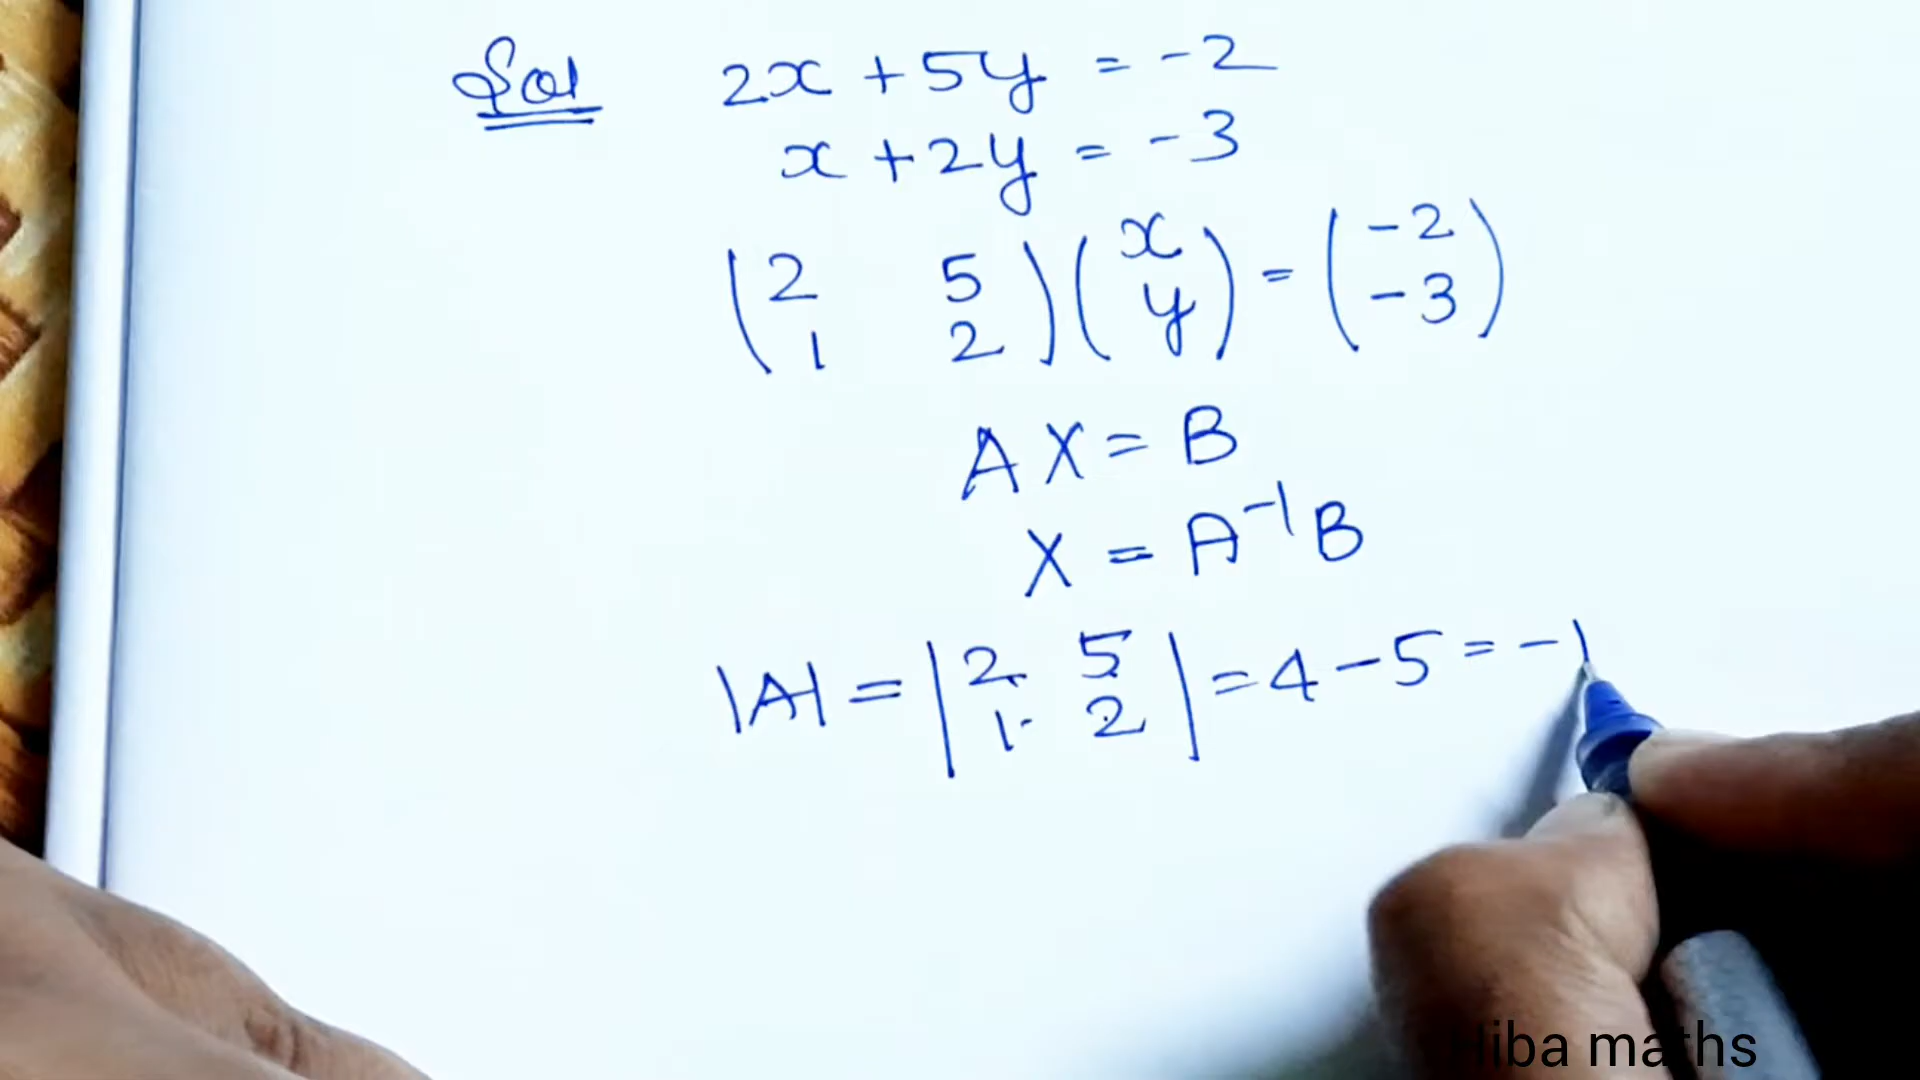 Sol 2x + 5y = -2
x + 2y = -3
(2 5) (x) = (-2)
(1 2) (y) (-3)
AX = B
X = A⁻¹B
|A| = |2 5| = 4 - 5 = -1
|1 2|
Hiba maths